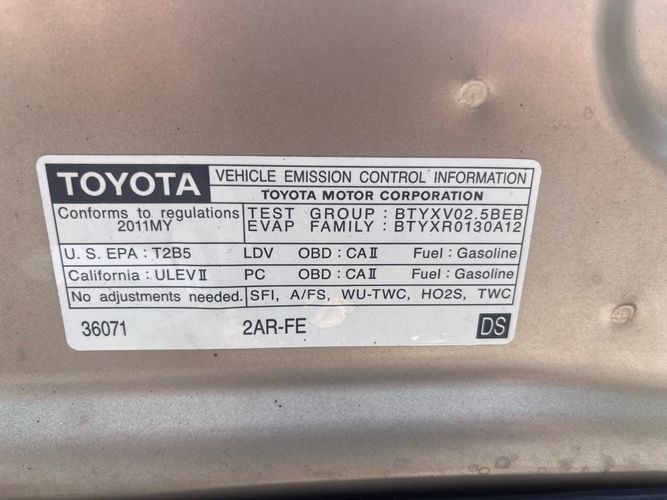 TOYOTA VEHICLE EMISSION CONTROL INFORMATION
TOYOTA MOTOR CORPORATION
Conforms to regulations TEST GROUP : BTYXV02.5BEB
2011MY EVAP FAMILY : BTYXR0130A12
U. S. EPA : T2B5 LDV OBD : CAII Fuel : Gasoline
California : ULEVII PC OBD : CAII Fuel : Gasoline
No adjustments needed. SFI, A/FS, WU-TWC, HO2S, TWC
36071 2AR-FE DS